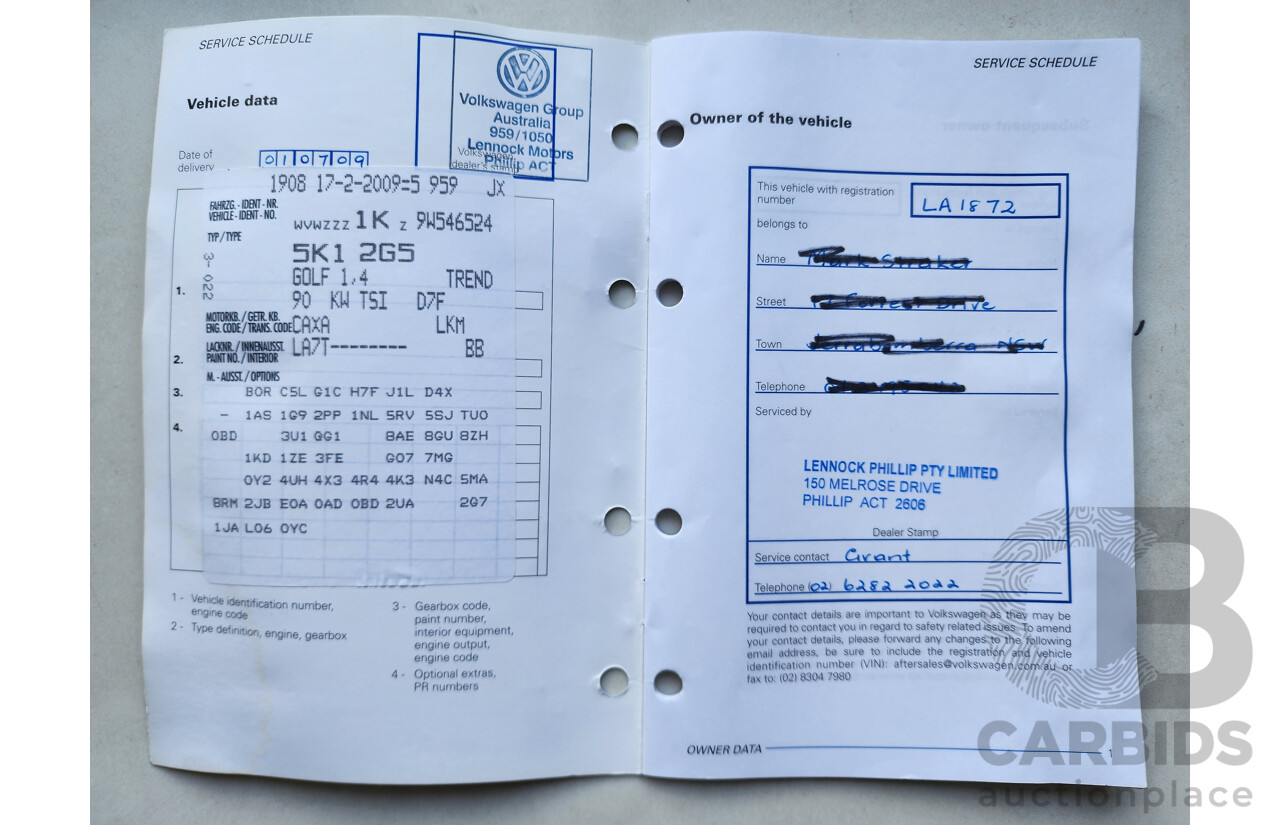 SERVICE SCHEDULE
Vehicle data
Volkswagen Group
Australia
959/1050
Lennock Motors
Phillip ACT
Volkswagen
dealer's stamp
Date of
delivery
010709
1908 17-2-2009=5 959 JX
FAHRZG.-IDENT-NR.
VEHICLE-IDENT-NO.
WVWZZZ 1K Z 9W546524
TYP/TYPE
5K1 2G5
3- 022
GOLF 1,4 TREND
90 KW TSI D7F
MOTORKB./GETR.KB.
ENG.CODE/TRANS.CODE
CAXA LKM
LACKNR./INNENAUSST.
PAINT NO./INTERIOR
LA7T-------- BB
M.-AUSST./OPTIONS
B0R C5L G1C H7F J1L D4X
- 1AS 1G9 2PP 1NL 5RV 5SJ TU0
0BD 3U1 GG1 8AE 8GU 8ZH
1KD 1ZE 3FE G07 7MG
0Y2 4UH 4X3 4R4 4K3 N4C 5MA
8RM 2JB E0A 0AD 0BD 2UA 2G7
1JA L06 0YC
1.
2.
3.
4.
1 - Vehicle identification number,
engine code
2 - Type definition, engine, gearbox
3 - Gearbox code,
paint number,
interior equipment,
engine output,
engine code
4 - Optional extras,
PR numbers
SERVICE SCHEDULE
Owner of the vehicle
This vehicle with registration
number
LA1872
belongs to
Name
Street
Town
Telephone
Serviced by
LENNOCK PHILLIP PTY LIMITED
150 MELROSE DRIVE
PHILLIP ACT 2606
Dealer Stamp
Service contact Grant
Telephone (02) 6282 2022
Your contact details are important to Volkswagen as they may be
required to contact you in regard to safety related issues. To amend
your contact details, please forward any changes to the following
email address, be sure to include the registration and vehicle
identification number (VIN): aftersales@volkswagen.com.au or
fax to: (02) 8304 7980
OWNER DATA
CARBIDS
auctionplace